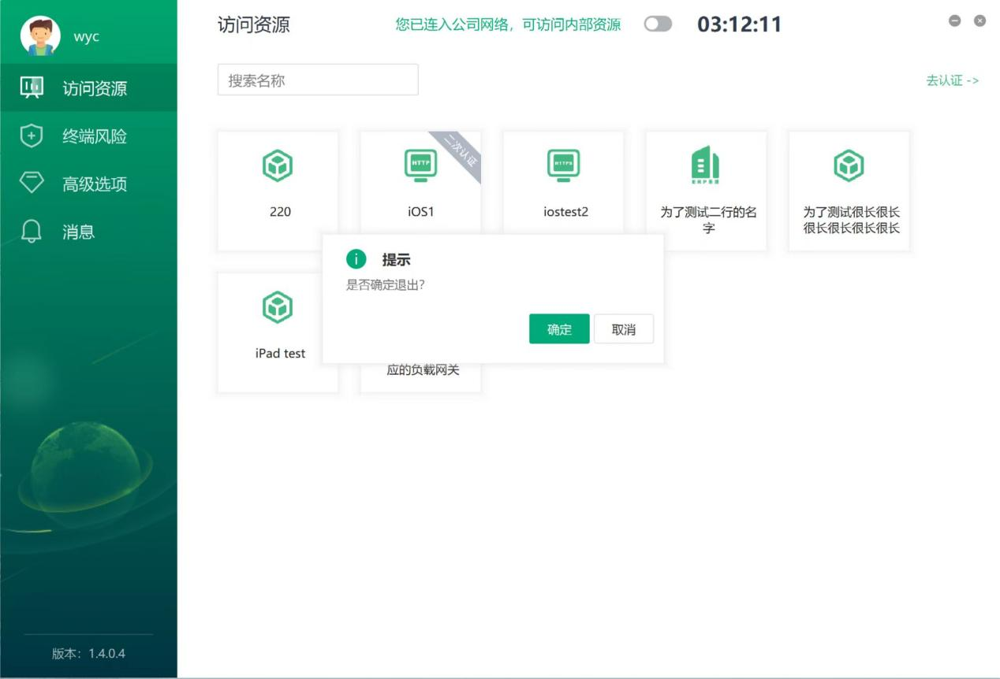 wyc
访问资源
终端风险
高级选项
消息
版本：1.4.0.4
访问资源
您已连入公司网络，可访问内部资源
03:12:11
搜索名称
去认证 ->
220
HTTP
二次认证
iOS1
HTTPS
iostest2
ERP系统
为了测试二行的名
字
为了测试很长很长
很长很长很长很长
iPad test
应的负载网关
提示
是否确定退出？
确定
取消